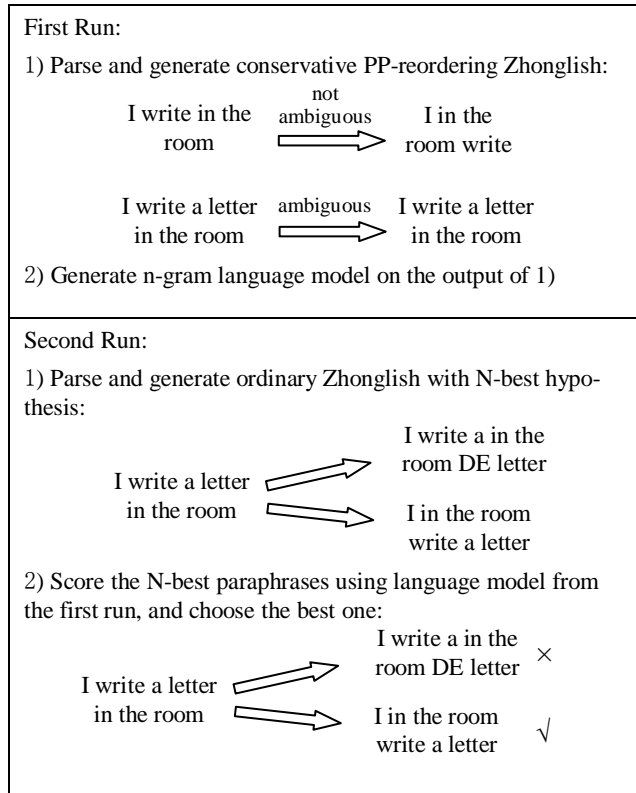 First Run:
1) Parse and generate conservative PP-reordering Zhonglish:
I write in the
room
not
ambiguous
I in the
room write
I write a letter
in the room
ambiguous
I write a letter
in the room
2) Generate n-gram language model on the output of 1)
Second Run:
1) Parse and generate ordinary Zhonglish with N-best hypo-
thesis:
I write a letter
in the room
I write a in the
room DE letter
I in the room
write a letter
2) Score the N-best paraphrases using language model from
the first run, and choose the best one:
I write a letter
in the room
I write a in the
room DE letter ×
I in the room
write a letter √